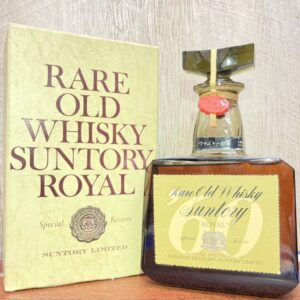 RARE
OLD
WHISKY
SUNTORY
ROYAL
Special Reserve
SUNTORY LIMITED
Rare Old Whisky
Suntory
ROYAL
60